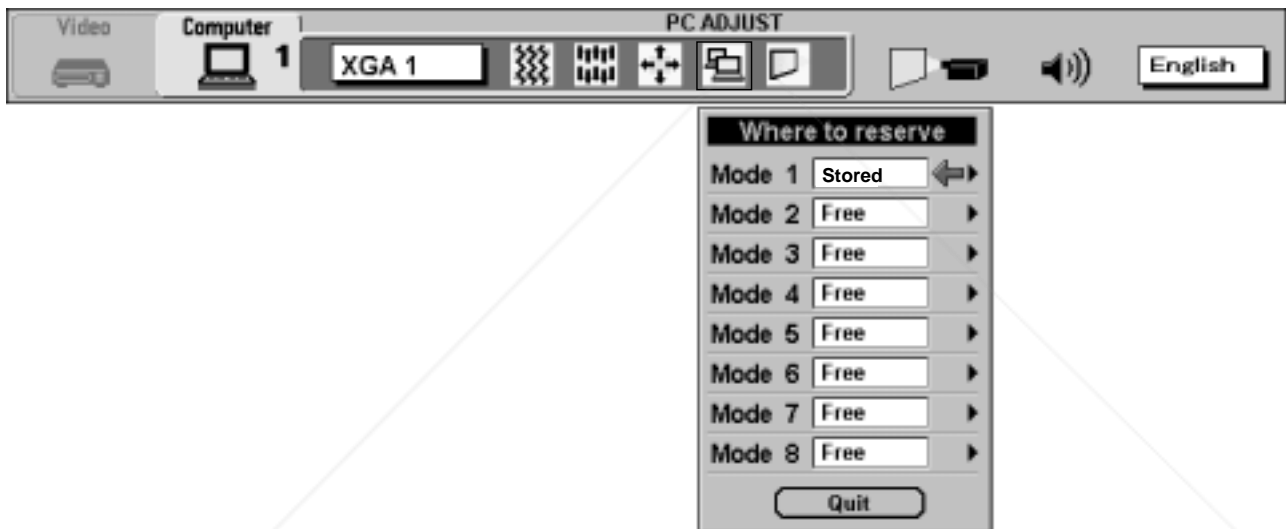 Video
Computer
1
PC ADJUST
XGA 1
English
Where to reserve
Mode 1 Stored
Mode 2 Free
Mode 3 Free
Mode 4 Free
Mode 5 Free
Mode 6 Free
Mode 7 Free
Mode 8 Free
Quit